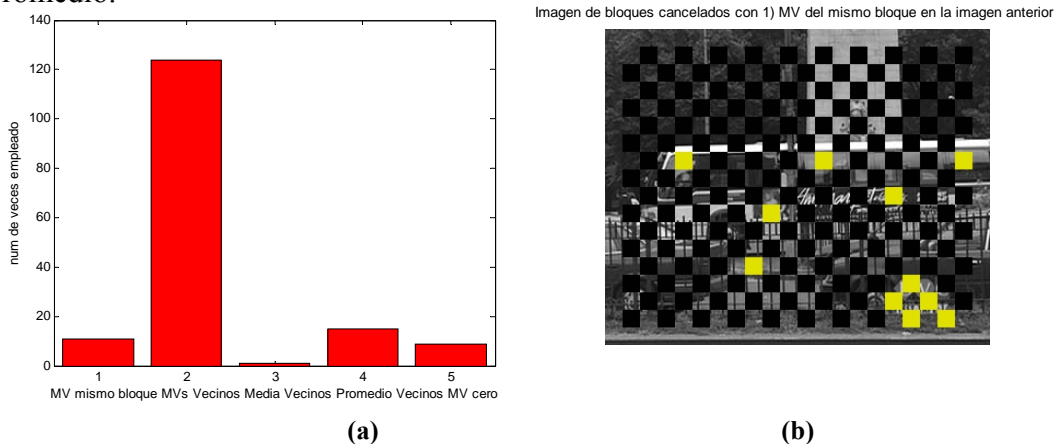 Imagen de bloques cancelados con 1) MV del mismo bloque en la imagen anterior
140
120
100
80
60
40
20
0
num de veces empleado
1 2 3 4 5
MV mismo bloque MVs Vecinos Media Vecinos Promedio Vecinos MV cero
(a) (b)